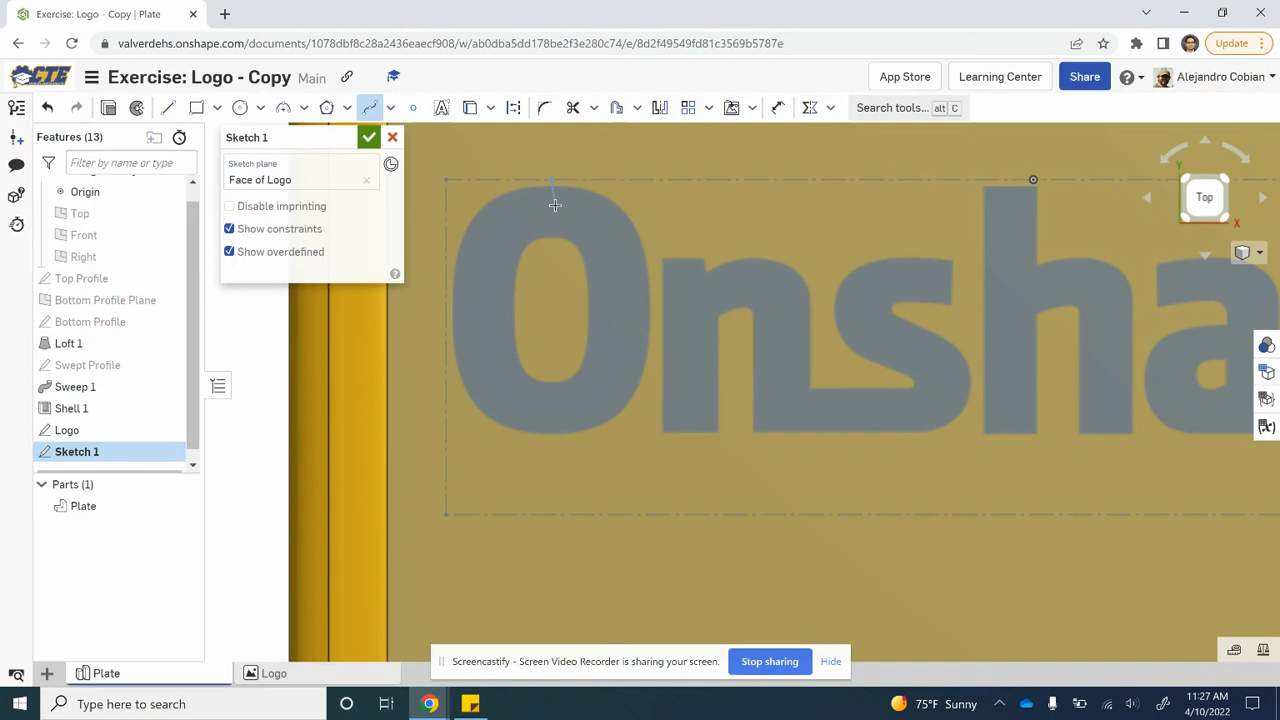 Exercise: Logo - Copy | Plate
valverdehs.onshape.com/documents/1078dbf8c28a2436eaecf908/w/ab0dba5dd178be2f3e280c74/e/8d2f49549fd81c3569b5787e
Update
CTE
Exercise: Logo - Copy Main
App Store
Learning Center
Share
Alejandro Cobian
Search tools...
alt C
Features (13)
Filter by name or type
Origin
Top
Front
Right
Top Profile
Bottom Profile Plane
Bottom Profile
Loft 1
Swept Profile
Sweep 1
Shell 1
Logo
Sketch 1
Parts (1)
Plate
Sketch 1
Sketch plane
Face of Logo
Disable imprinting
Show constraints
Show overdefined
Onsha
Y
Top
X
Screencastify - Screen Video Recorder is sharing your screen.
Stop sharing
Hide
Plate
Logo
Type here to search
75°F Sunny
11:27 AM
4/10/2022